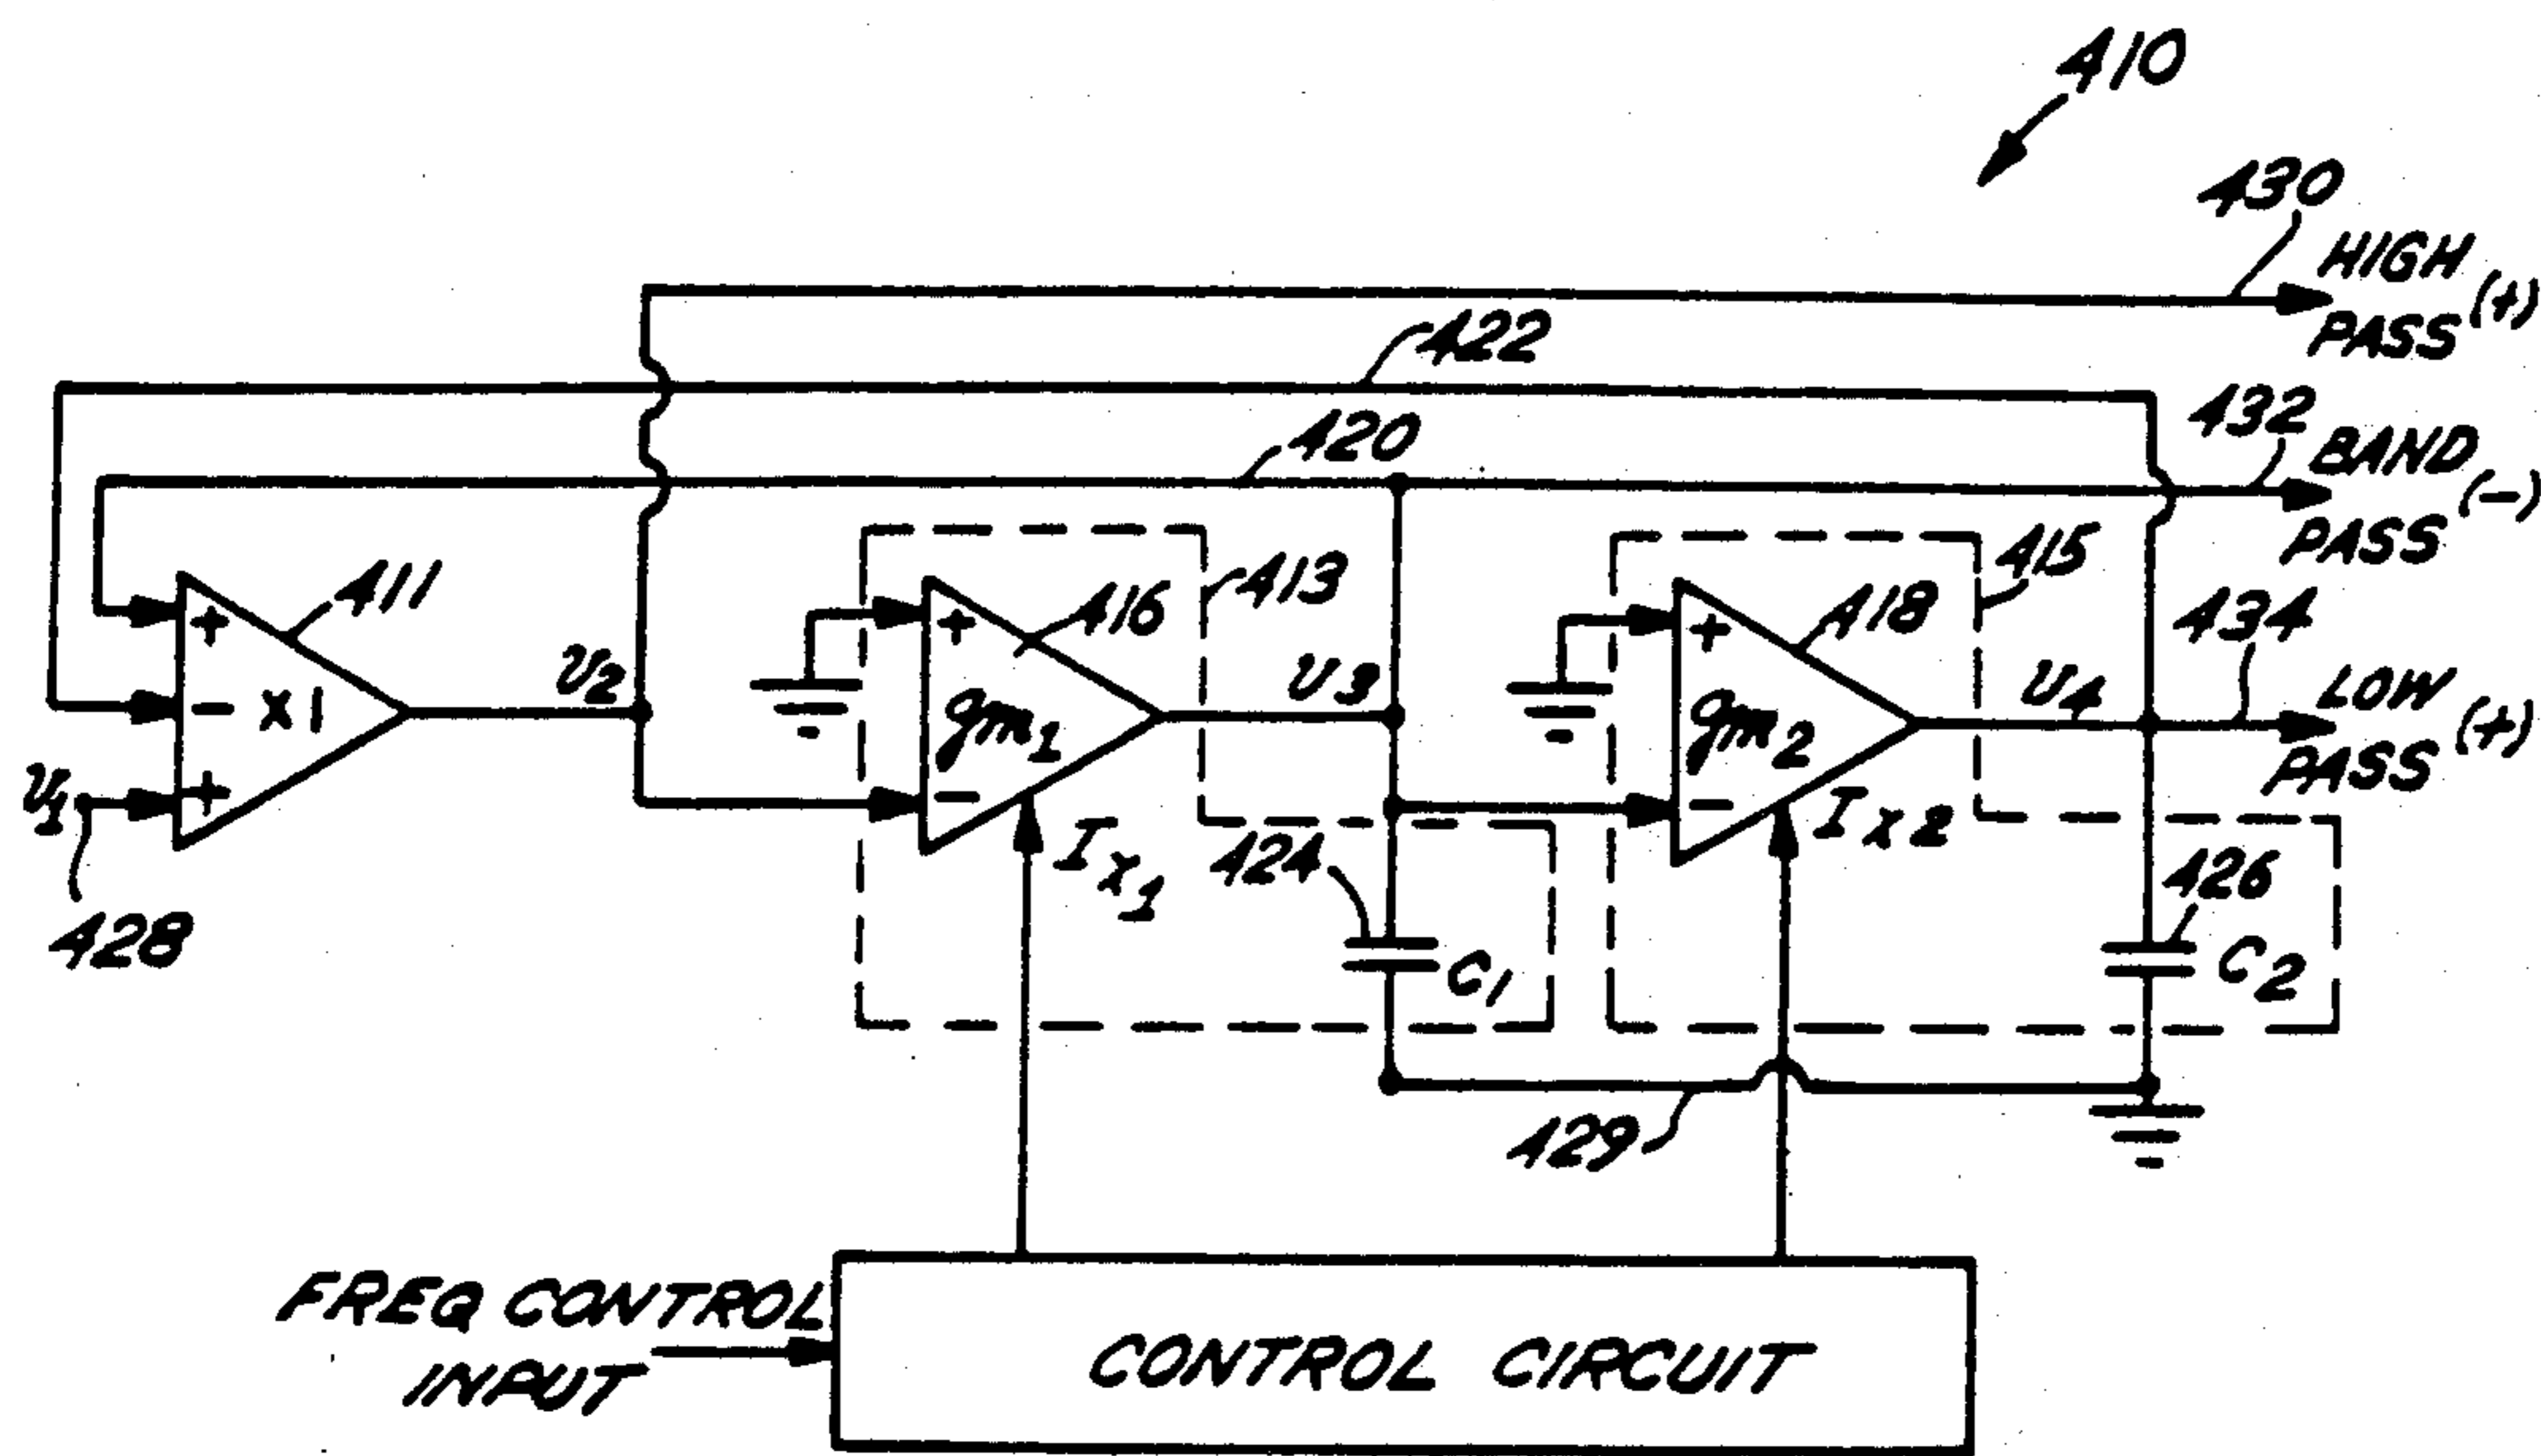 410
430
HIGH
PASS (+)
422
432
420
BAND
PASS (-)
411
413
415
416
418
434
+
- X1
+
V1
428
V2
+
gm1
-
V3
+
gm2
-
V4
LOW
PASS (+)
IX1
424
C1
IX2
426
C2
429
FREQ CONTROL
INPUT
CONTROL CIRCUIT